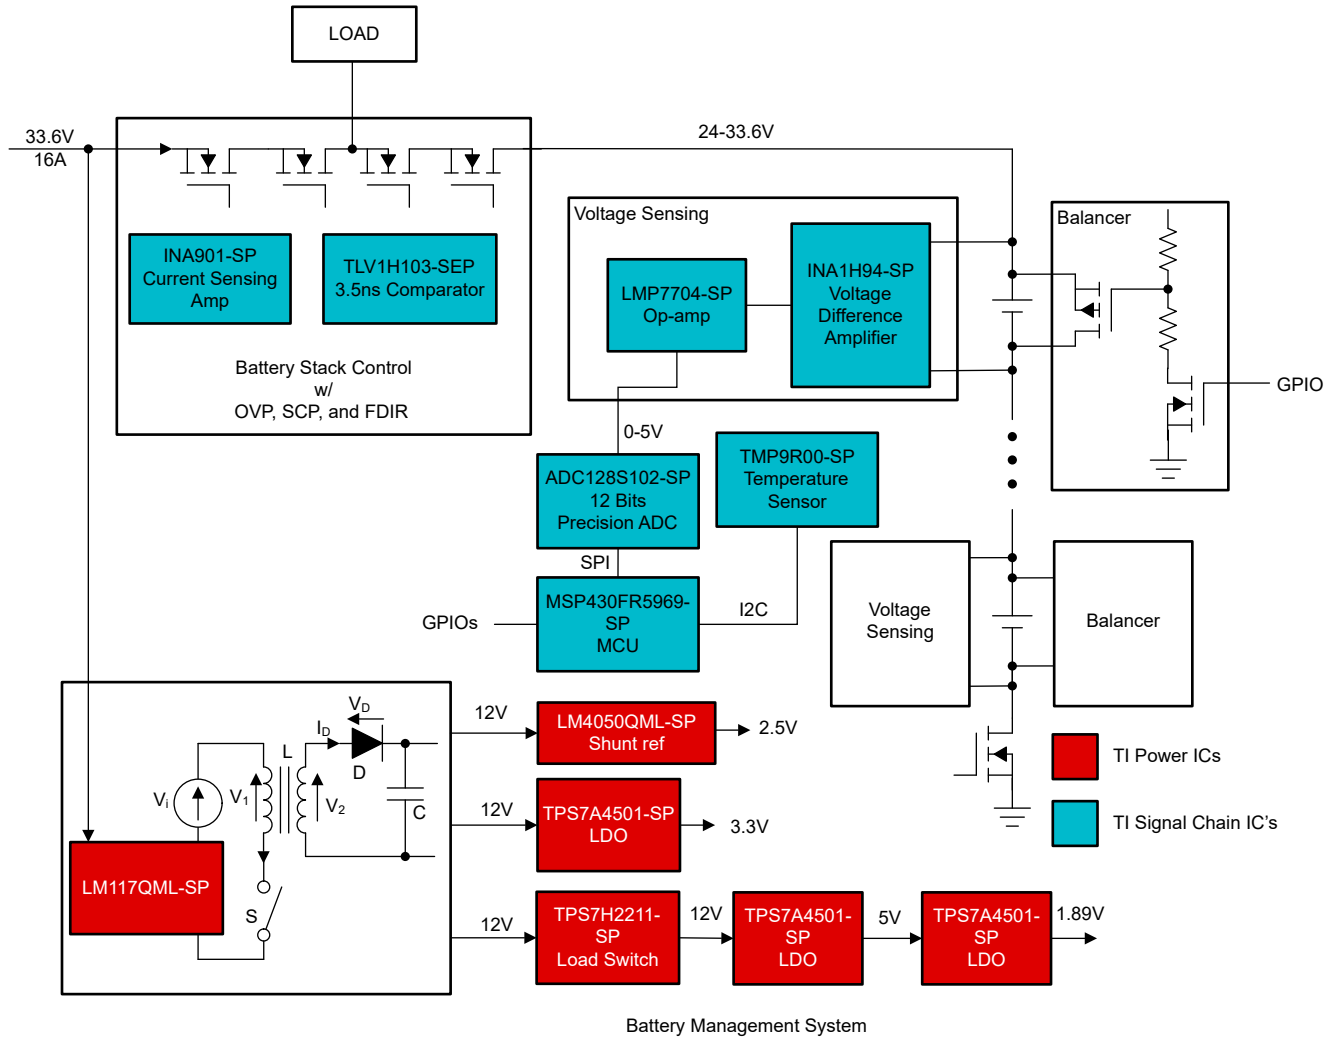 LOAD
33.6V
16A
24-33.6V
INA901-SP
Current Sensing
Amp
TLV1H103-SEP
3.5ns Comparator
Battery Stack Control
w/
OVP, SCP, and FDIR
Voltage Sensing
LMP7704-SP
Op-amp
INA1H94-SP
Voltage
Difference
Amplifier
Balancer
GPIO
0-5V
ADC128S102-SP
12 Bits
Precision ADC
TMP9R00-SP
Temperature
Sensor
SPI
GPIOs
MSP430FR5969-
SP
MCU
I2C
Voltage
Sensing
Balancer
VD
ID
L
D
Vi
V1
V2
C
S
LM117QML-SP
12V
LM4050QML-SP
Shunt ref
2.5V
12V
TPS7A4501-SP
LDO
3.3V
12V
TPS7H2211-
SP
Load Switch
12V
TPS7A4501-
SP
LDO
5V
TPS7A4501-
SP
LDO
1.89V
TI Power ICs
TI Signal Chain IC's
Battery Management System